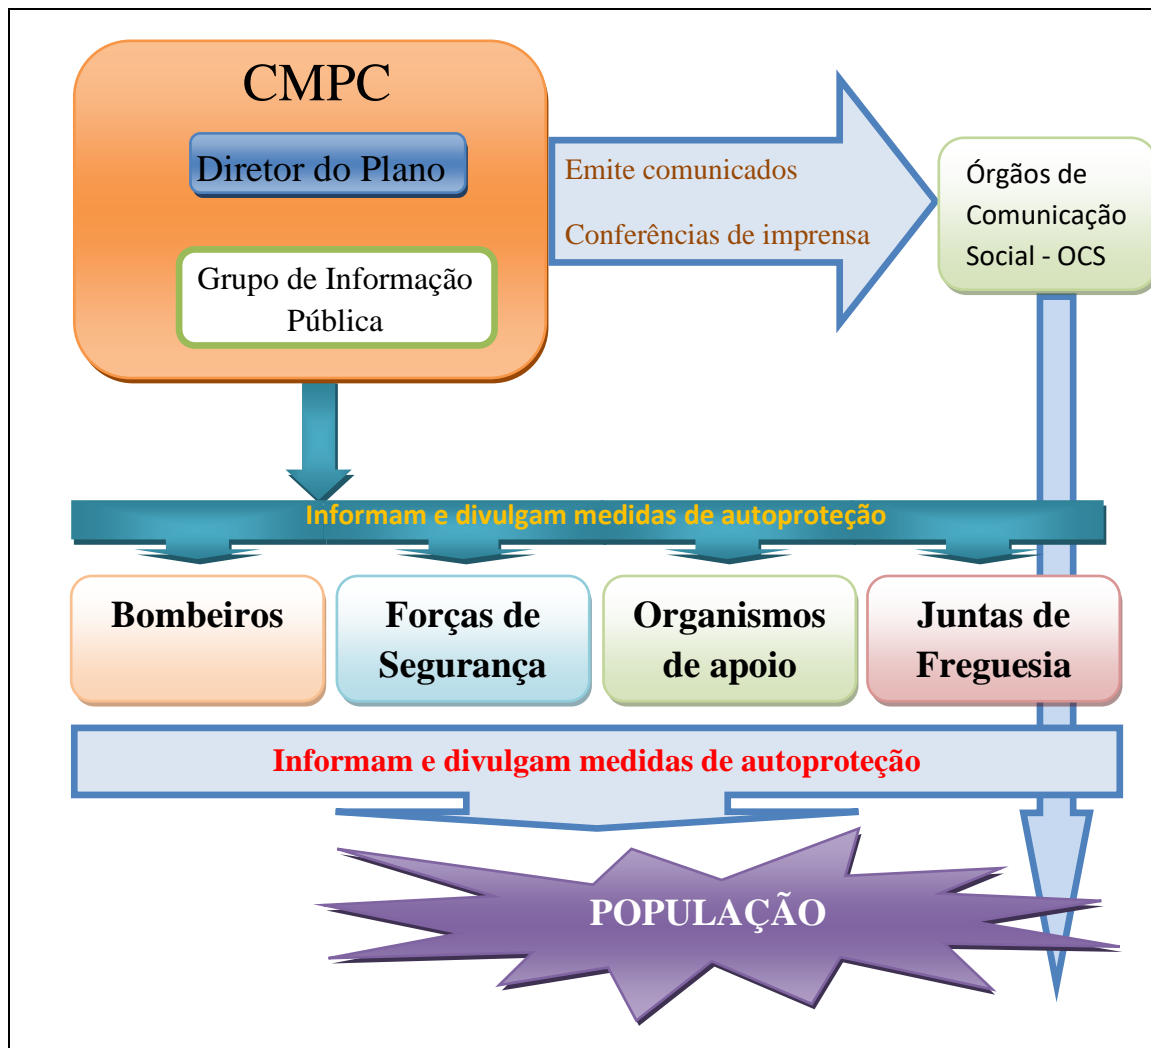 CMPC
Diretor do Plano
Grupo de Informação
Pública
Emite comunicados
Conferências de imprensa
Órgãos de
Comunicação
Social - OCS
Informam e divulgam medidas de autoproteção
Bombeiros
Forças de
Segurança
Organismos
de apoio
Juntas de
Freguesia
Informam e divulgam medidas de autoproteção
POPULAÇÃO